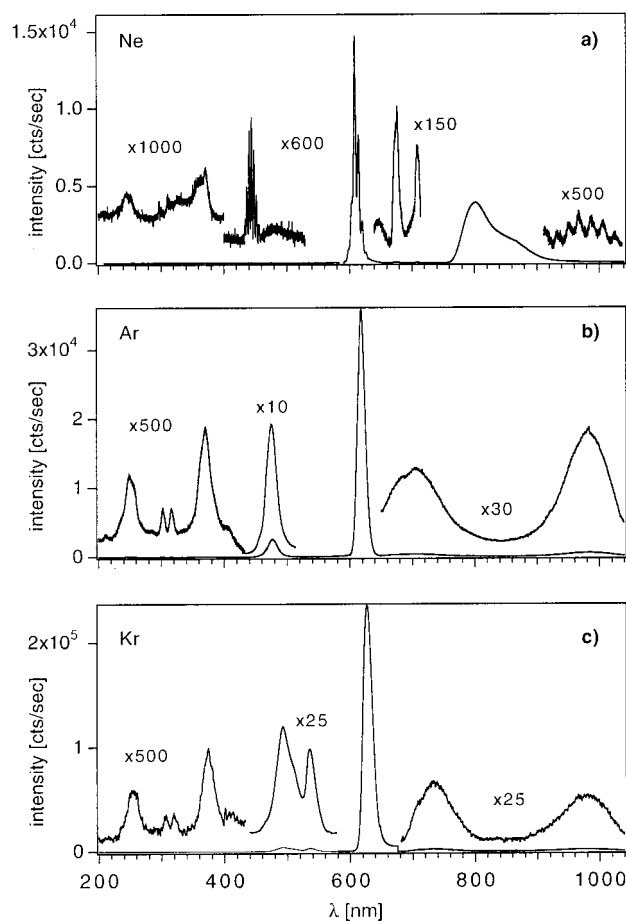 1.5x10⁴
Ne
a)
x1000
x600
x150
x500
1.0
0.5
0.0
intensity [cts/sec]
Ar
b)
3x10⁴
x500
x10
x30
2
1
0
intensity [cts/sec]
Kr
c)
2x10⁵
x500
x25
x25
1
0
intensity [cts/sec]
200
400
600
800
1000
λ [nm]